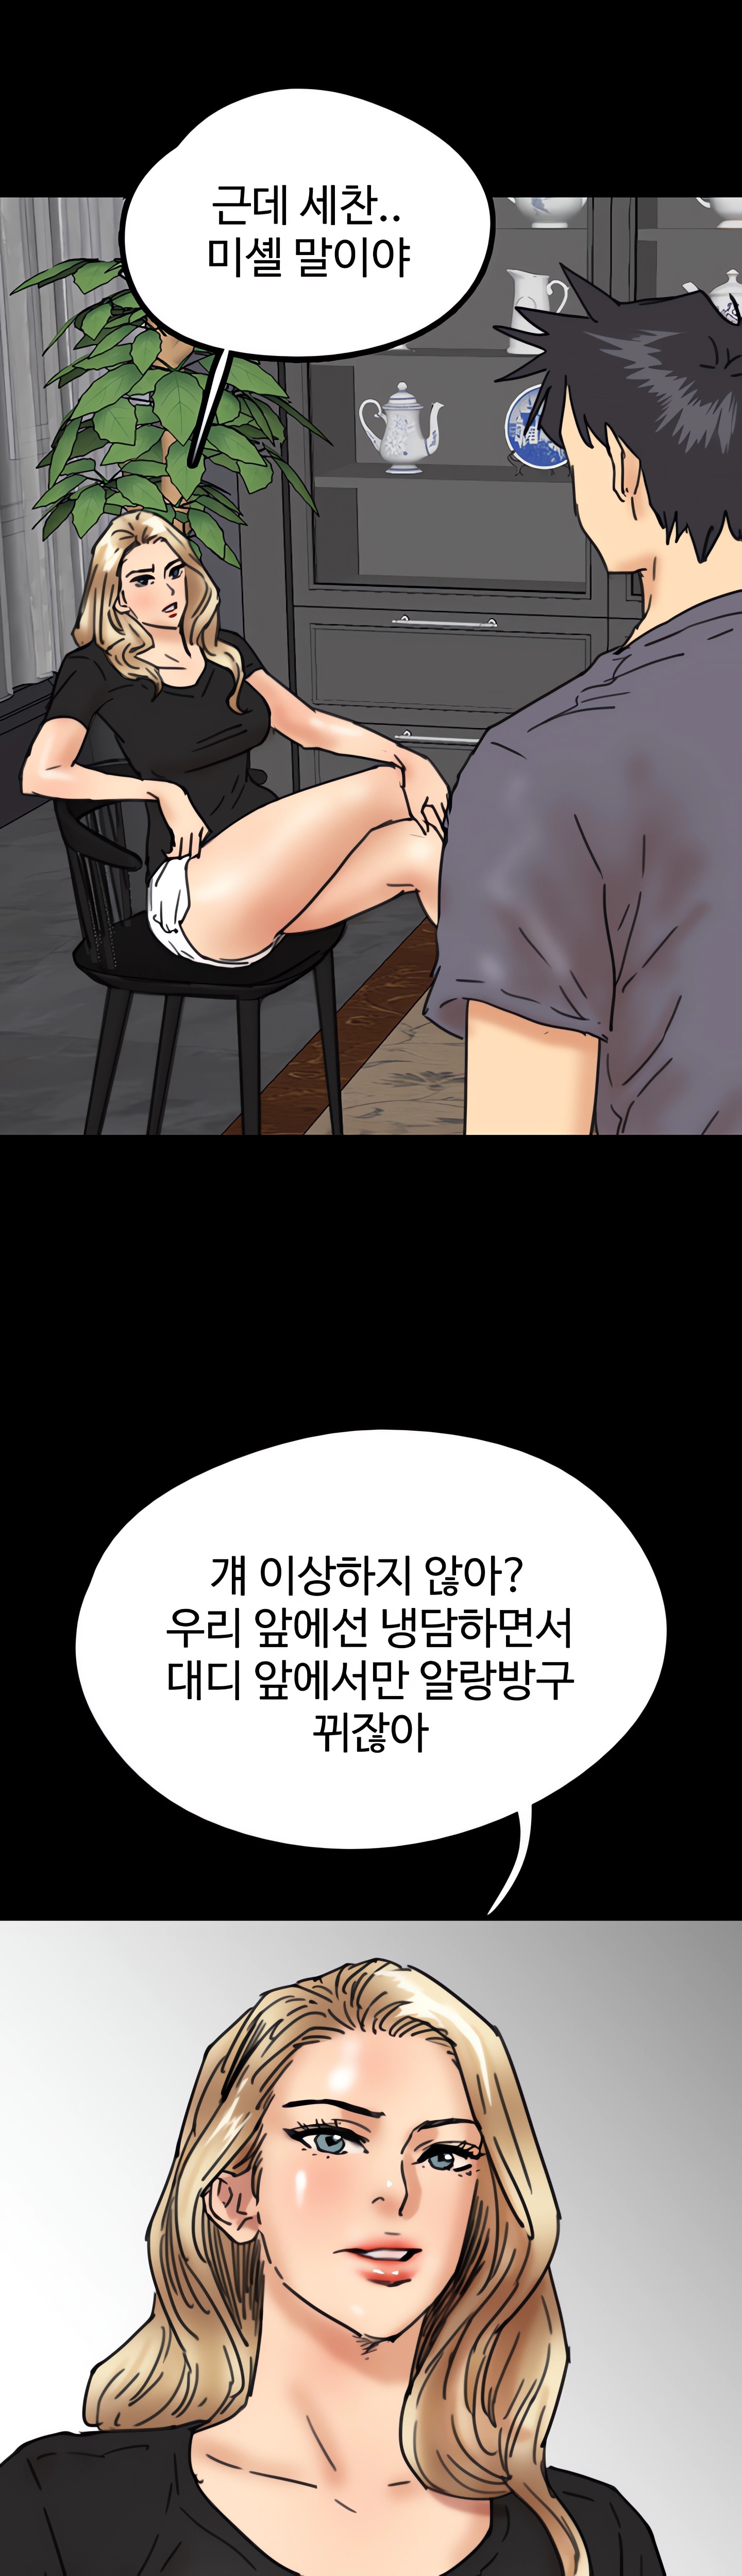 근데 세찬..
미셸 말이야
걔 이상하지 않아?
우리 앞에선 냉담하면서
대디 앞에서만 알랑방구
뀌잖아